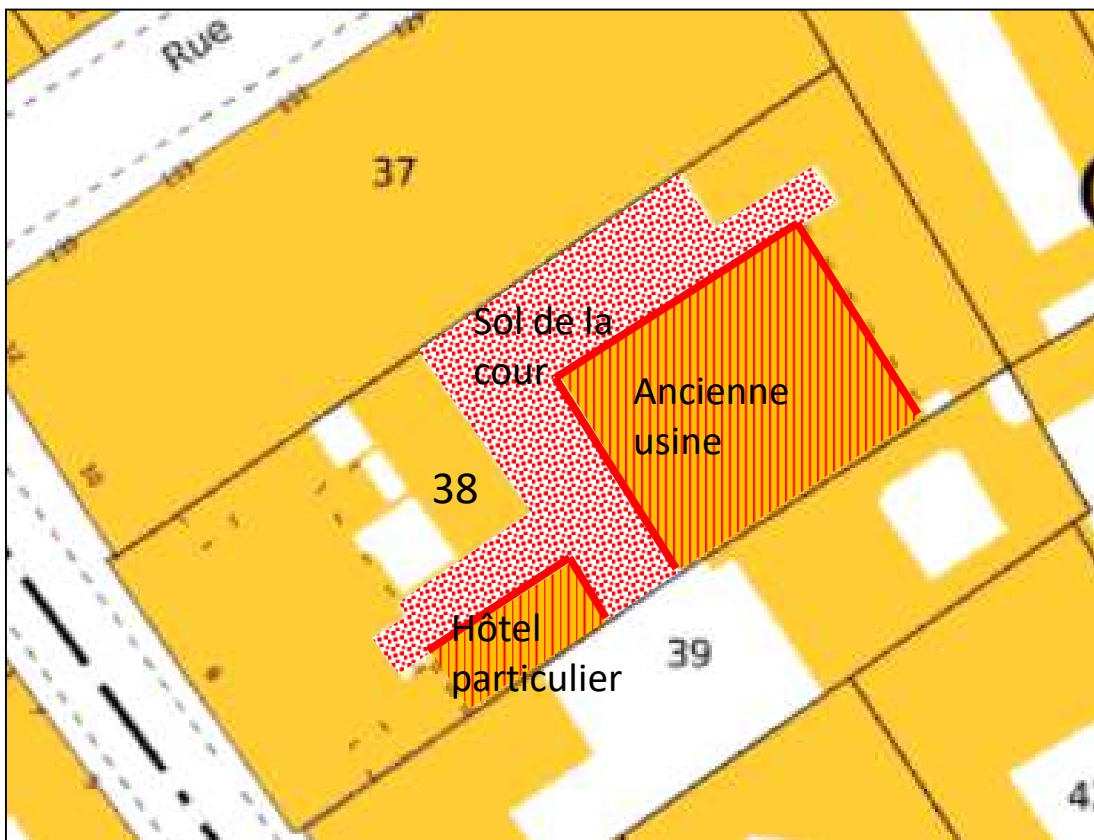 Rue
37
Sol de la
cour
Ancienne
usine
38
Hôtel
particulier
39